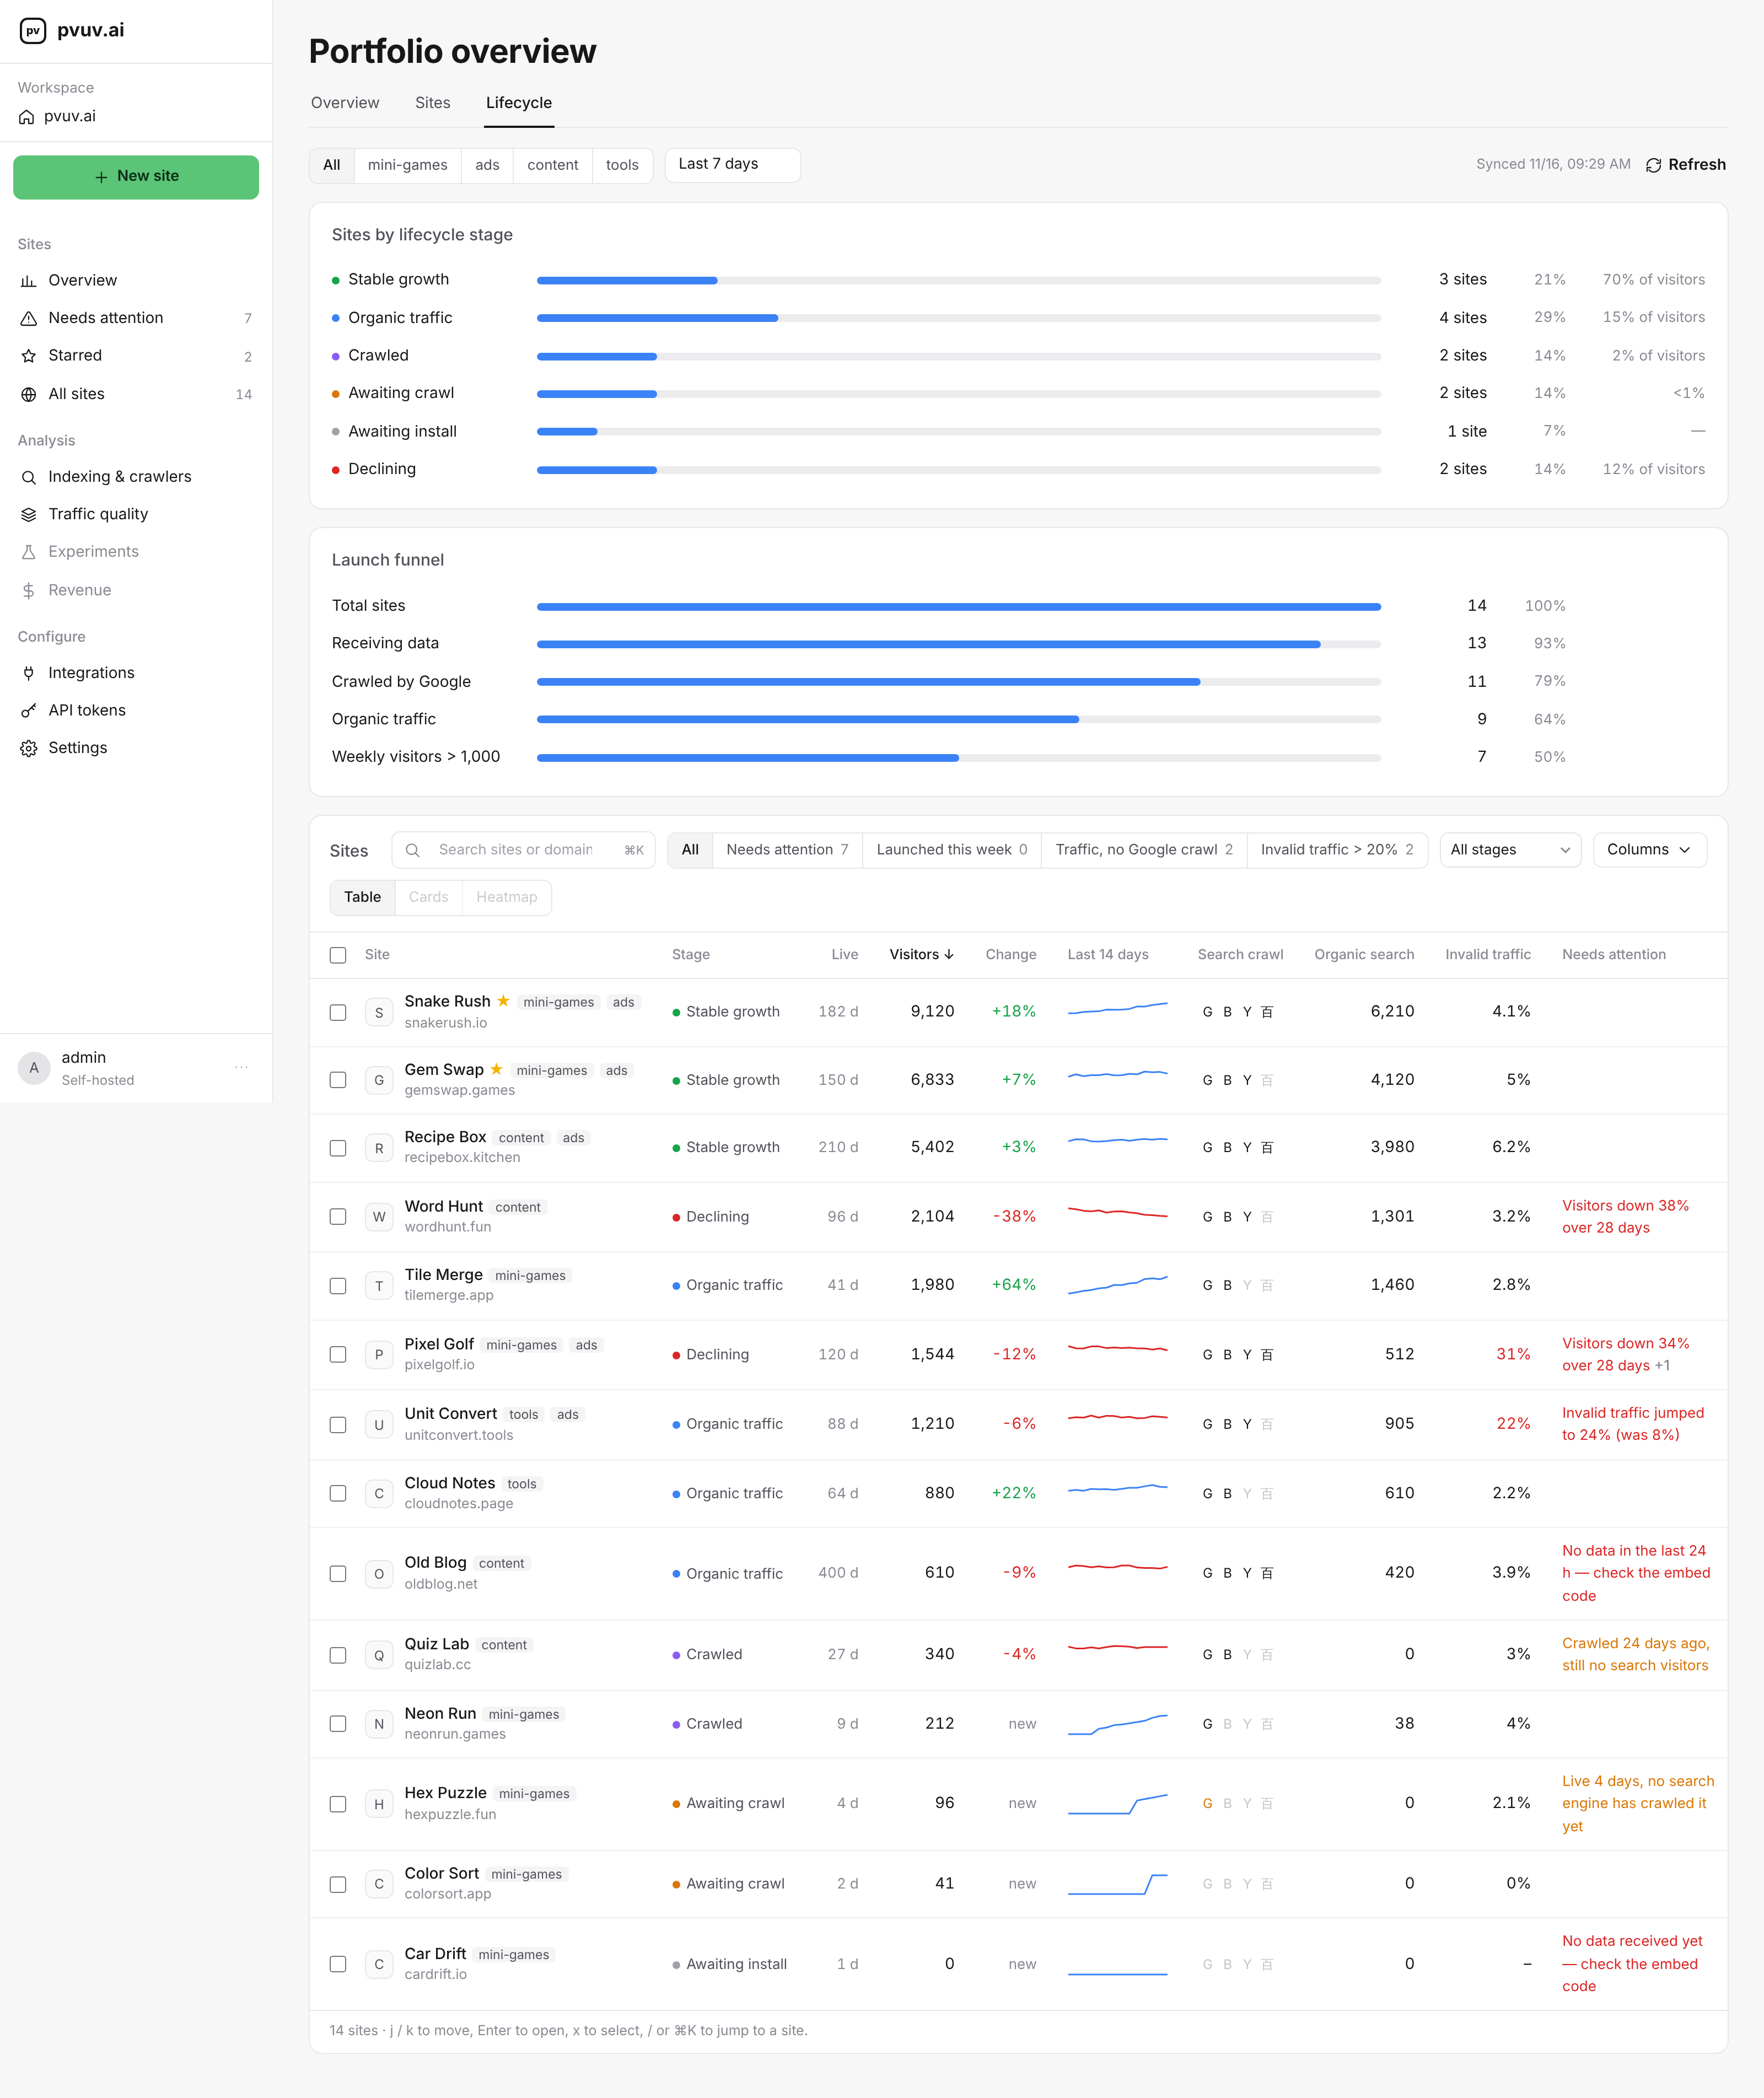 pv pvuv.ai
Workspace
pvuv.ai
+ New site
Sites
Overview
Needs attention 7
Starred 2
All sites 14
Analysis
Indexing & crawlers
Traffic quality
Experiments
Revenue
Configure
Integrations
API tokens
Settings
A admin ···
Self-hosted
Portfolio overview
Overview Sites Lifecycle
All mini-games ads content tools Last 7 days Synced 11/16, 09:29 AM Refresh
Sites by lifecycle stage
Stable growth 3 sites 21% 70% of visitors
Organic traffic 4 sites 29% 15% of visitors
Crawled 2 sites 14% 2% of visitors
Awaiting crawl 2 sites 14% <1%
Awaiting install 1 site 7% —
Declining 2 sites 14% 12% of visitors
Launch funnel
Total sites 14 100%
Receiving data 13 93%
Crawled by Google 11 79%
Organic traffic 9 64%
Weekly visitors > 1,000 7 50%
Sites Search sites or domain ⌘K All Needs attention 7 Launched this week 0 Traffic, no Google crawl 2 Invalid traffic > 20% 2 All stages Columns
Table Cards Heatmap
Site Stage Live Visitors ↓ Change Last 14 days Search crawl Organic search Invalid traffic Needs attention
S Snake Rush ★ mini-games ads Stable growth 182 d 9,120 +18% G B Y 百 6,210 4.1%
snakerush.io
G Gem Swap ★ mini-games ads Stable growth 150 d 6,833 +7% G B Y 百 4,120 5%
gemswap.games
R Recipe Box content ads Stable growth 210 d 5,402 +3% G B Y 百 3,980 6.2%
recipebox.kitchen
W Word Hunt content Declining 96 d 2,104 -38% G B Y 百 1,301 3.2% Visitors down 38%
wordhunt.fun over 28 days
T Tile Merge mini-games Organic traffic 41 d 1,980 +64% G B Y 百 1,460 2.8%
tilemerge.app
P Pixel Golf mini-games ads Declining 120 d 1,544 -12% G B Y 百 512 31% Visitors down 34%
pixelgolf.io over 28 days +1
U Unit Convert tools ads Organic traffic 88 d 1,210 -6% G B Y 百 905 22% Invalid traffic jumped
unitconvert.tools to 24% (was 8%)
C Cloud Notes tools Organic traffic 64 d 880 +22% G B Y 百 610 2.2%
cloudnotes.page
O Old Blog content Organic traffic 400 d 610 -9% G B Y 百 420 3.9% No data in the last 24
oldblog.net h — check the embed
code
Q Quiz Lab content Crawled 27 d 340 -4% G B Y 百 0 3% Crawled 24 days ago,
quizlab.cc still no search visitors
N Neon Run mini-games Crawled 9 d 212 new G B Y 百 38 4%
neonrun.games
H Hex Puzzle mini-games Awaiting crawl 4 d 96 new G B Y 百 0 2.1% Live 4 days, no search
hexpuzzle.fun engine has crawled it
yet
C Color Sort mini-games Awaiting crawl 2 d 41 new G B Y 百 0 0%
colorsort.app
C Car Drift mini-games Awaiting install 1 d 0 new G B Y 百 0 – No data received yet
cardrift.io — check the embed
code
14 sites · j / k to move, Enter to open, x to select, / or ⌘K to jump to a site.